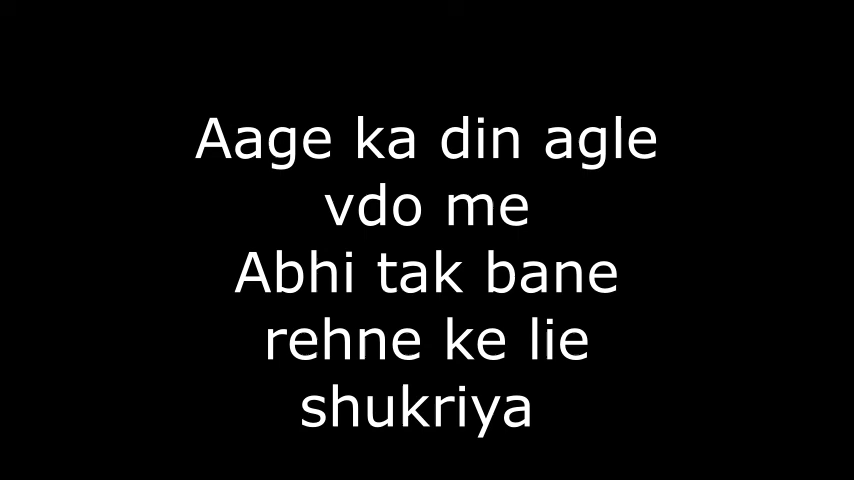 Aage ka din agle
vdo me
Abhi tak bane
rehne ke lie
shukriya